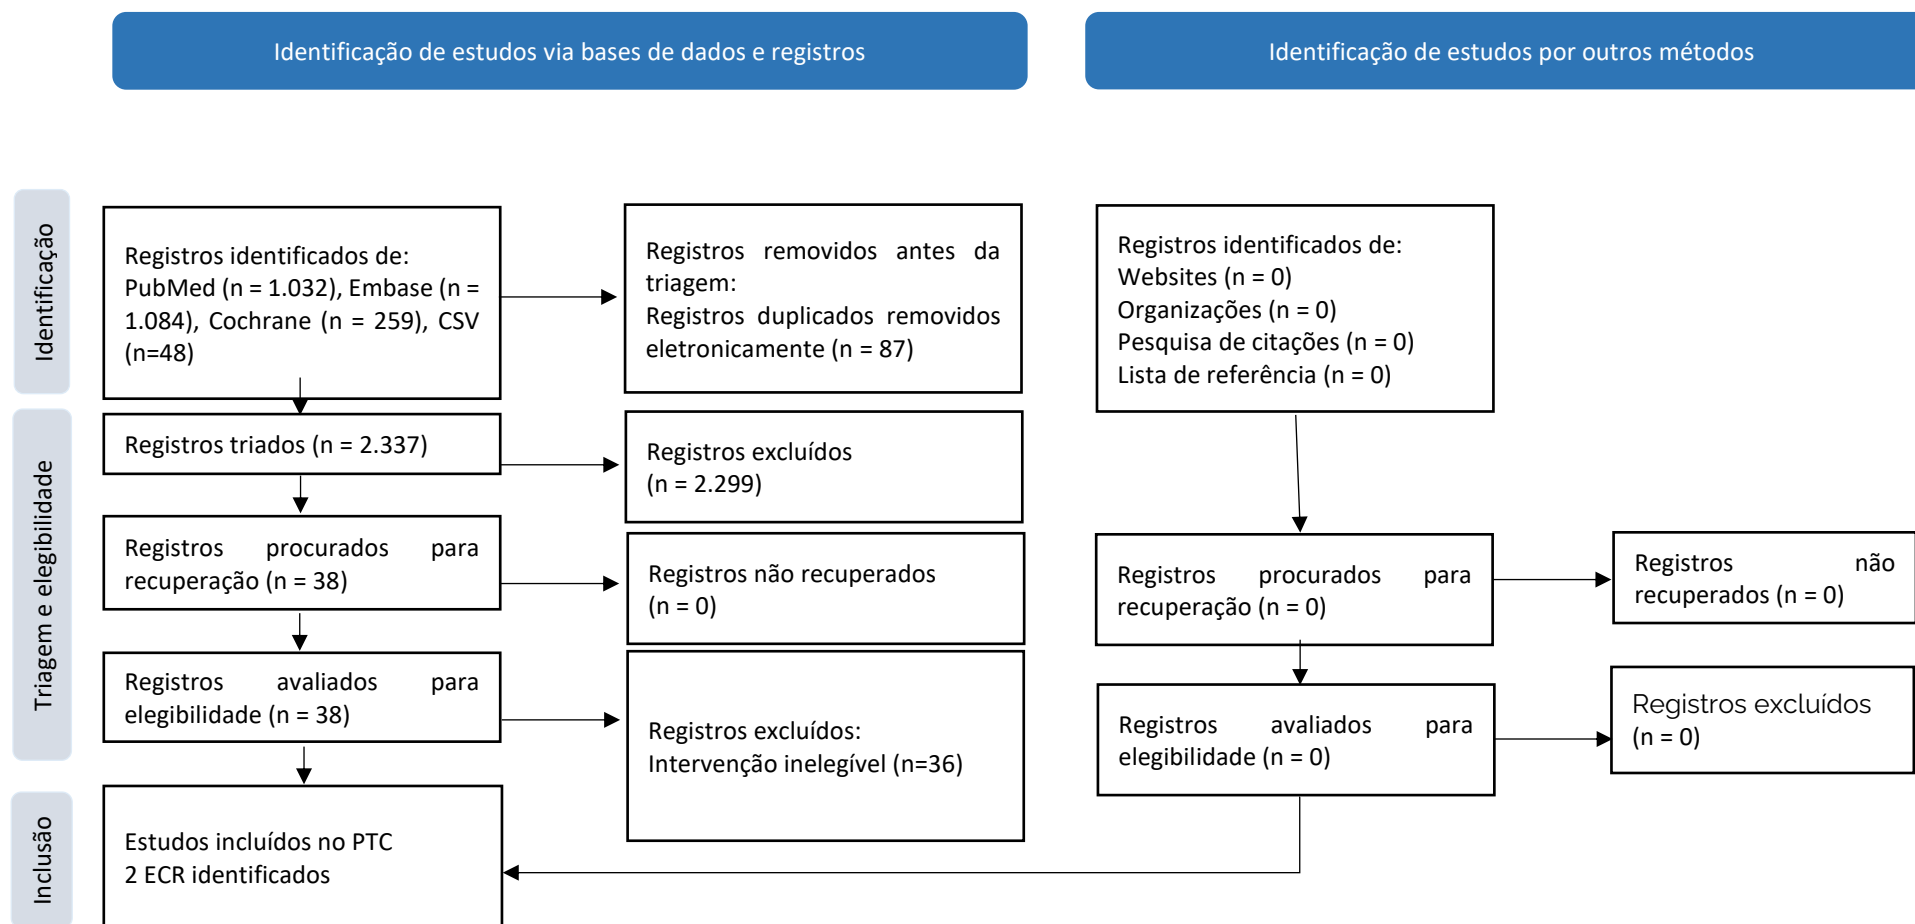 Identificação de estudos via bases de dados e registros
Identificação de estudos por outros métodos
Identificação
Registros identificados de:
PubMed (n = 1.032), Embase (n =
1.084), Cochrane (n = 259), CSV
(n=48)
Registros removidos antes da
triagem:
Registros duplicados removidos
eletronicamente (n = 87)
Registros identificados de:
Websites (n = 0)
Organizações (n = 0)
Pesquisa de citações (n = 0)
Lista de referência (n = 0)
Triagem e elegibilidade
Registros triados (n = 2.337)
Registros excluídos
(n = 2.299)
Registros procurados para
recuperação (n = 38)
Registros não recuperados
(n = 0)
Registros procurados para
recuperação (n = 0)
Registros não
recuperados (n = 0)
Registros avaliados para
elegibilidade (n = 38)
Registros excluídos:
Intervenção inelegível (n=36)
Registros avaliados para
elegibilidade (n = 0)
Registros excluídos
(n = 0)
Inclusão
Estudos incluídos no PTC
2 ECR identificados